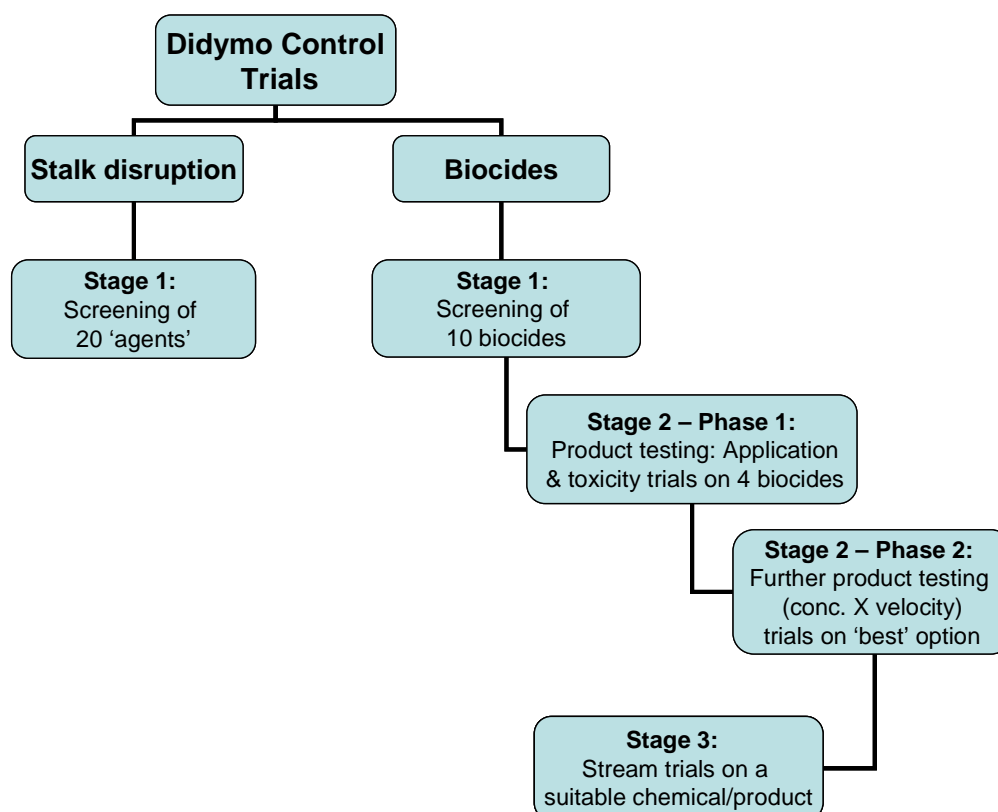 Didymo Control
Trials
Stalk disruption
Biocides
Stage 1:
Screening of
20 ‘agents’
Stage 1:
Screening of
10 biocides
Stage 2 – Phase 1:
Product testing: Application
& toxicity trials on 4 biocides
Stage 2 – Phase 2:
Further product testing
(conc. X velocity)
trials on ‘best’ option
Stage 3:
Stream trials on a
suitable chemical/product